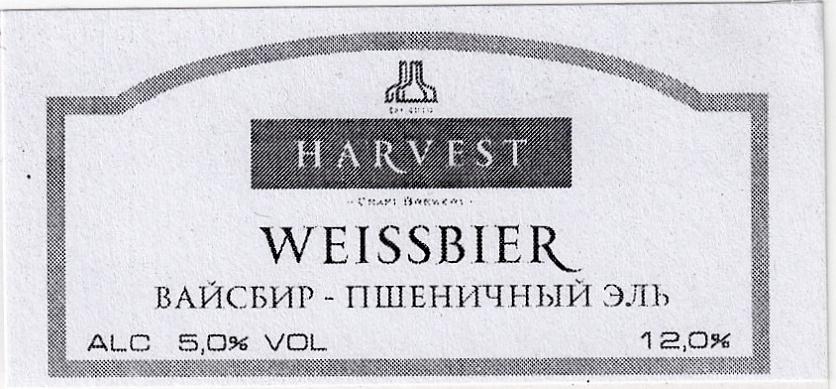 HARVEST
- CRAFT BREWERY -
WEISSBIER
ВАЙСБИР - ПШЕНИЧНЫЙ ЭЛЬ
ALC 5,0% VOL 12,0%